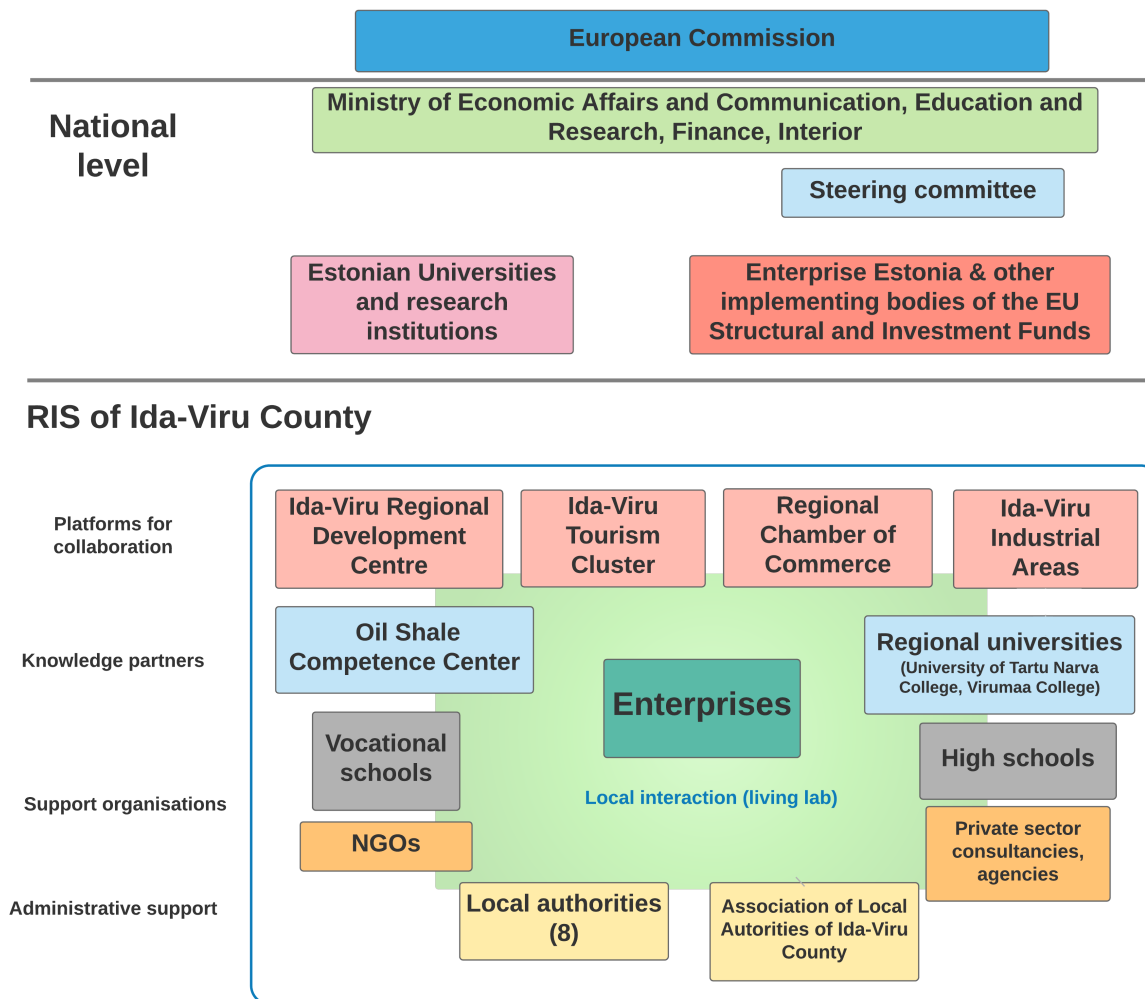 European Commission
National
level
Ministry of Economic Affairs and Communication, Education and
Research, Finance, Interior
Steering committee
Estonian Universities
and research
institutions
Enterprise Estonia & other
implementing bodies of the EU
Structural and Investment Funds
RIS of Ida-Viru County
Platforms for
collaboration
Ida-Viru Regional
Development
Centre
Ida-Viru
Tourism
Cluster
Regional
Chamber of
Commerce
Ida-Viru
Industrial
Areas
Knowledge partners
Oil Shale
Competence Center
Enterprises
Regional universities
(University of Tartu Narva
College, Virumaa College)
Vocational
schools
High schools
Local interaction (living lab)
Support organisations
NGOs
Private sector
consultancies,
agencies
Administrative support
Local authorities
(8)
Association of Local
Autorities of Ida-Viru
County